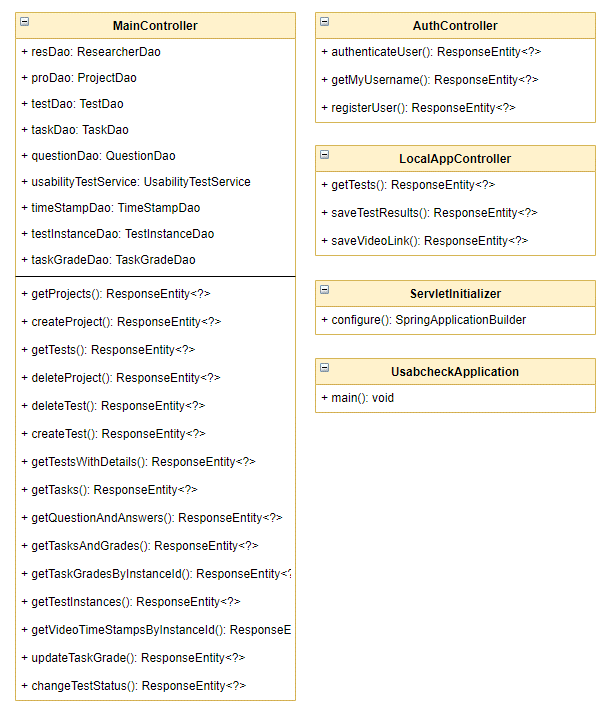 MainController
+ resDao: ResearcherDao
+ proDao: ProjectDao
+ testDao: TestDao
+ taskDao: TaskDao
+ questionDao: QuestionDao
+ usabilityTestService: UsabilityTestService
+ timeStampDao: TimeStampDao
+ testInstanceDao: TestInstanceDao
+ taskGradeDao: TaskGradeDao
+ getProjects(): ResponseEntity<?>
+ createProject(): ResponseEntity<?>
+ getTests(): ResponseEntity<?>
+ deleteProject(): ResponseEntity<?>
+ deleteTest(): ResponseEntity<?>
+ createTest(): ResponseEntity<?>
+ getTestsWithDetails(): ResponseEntity<?>
+ getTasks(): ResponseEntity<?>
+ getQuestionAndAnswers(): ResponseEntity<?>
+ getTasksAndGrades(): ResponseEntity<?>
+ getTaskGradesByInstanceId(): ResponseEntity<?
+ getTestInstances(): ResponseEntity<?>
+ getVideoTimeStampsByInstanceId(): ResponseE
+ updateTaskGrade(): ResponseEntity<?>
+ changeTestStatus(): ResponseEntity<?>
AuthController
+ authenticateUser(): ResponseEntity<?>
+ getMyUsername(): ResponseEntity<?>
+ registerUser(): ResponseEntity<?>
LocalAppController
+ getTests(): ResponseEntity<?>
+ saveTestResults(): ResponseEntity<?>
+ saveVideoLink(): ResponseEntity<?>
ServletInitializer
+ configure(): SpringApplicationBuilder
UsabcheckApplication
+ main(): void